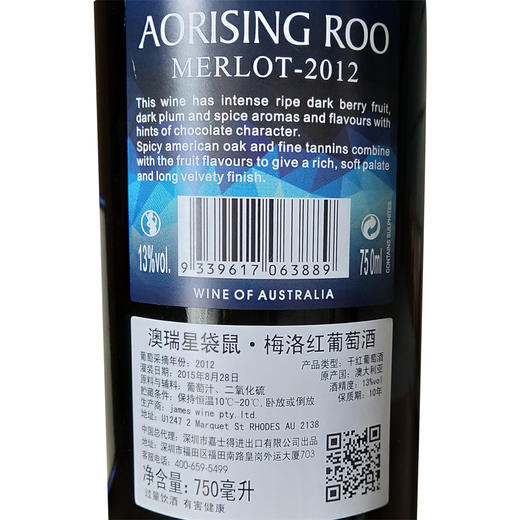 AORISING ROO
MERLOT-2012
This wine has intense ripe dark berry fruit,
dark plum and spice aromas and flavours with
hints of chocolate character.
Spicy american oak and fine tannins combine
with the fruit flavours to give a rich, soft palate
and long velvety finish.
13%vol.
9 339617 063889
750ml
CONTAINS SULPHITES
WINE OF AUSTRALIA
澳瑞星袋鼠·梅洛红葡萄酒
葡萄采摘年份: 2012
产品类型: 干红葡萄酒
灌装日期: 2015年8月28日
原产国: 澳大利亚
原料与辅料: 葡萄汁、二氧化硫
酒精度: 13%vol
贮藏条件: 保持恒温10℃-20℃, 卧放或倒放
保质期: 10年
生产商: james wine pty. ltd.
地址: U1247 2 Marquet St RHODES AU 2138
中国总代理: 深圳市嘉士得进出口有限公司
地址: 深圳市福田区福田南路皇岗外运大厦703
客服电话: 400-659-5499
净含量: 750毫升
过量饮酒 有害健康